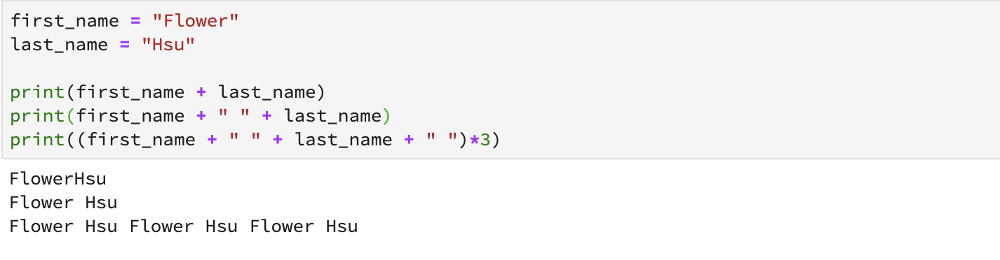 first_name = "Flower"
last_name = "Hsu"
print(first_name + last_name)
print(first_name + " " + last_name)
print((first_name + " " + last_name + " ")*3)
FlowerHsu
Flower Hsu
Flower Hsu Flower Hsu Flower Hsu